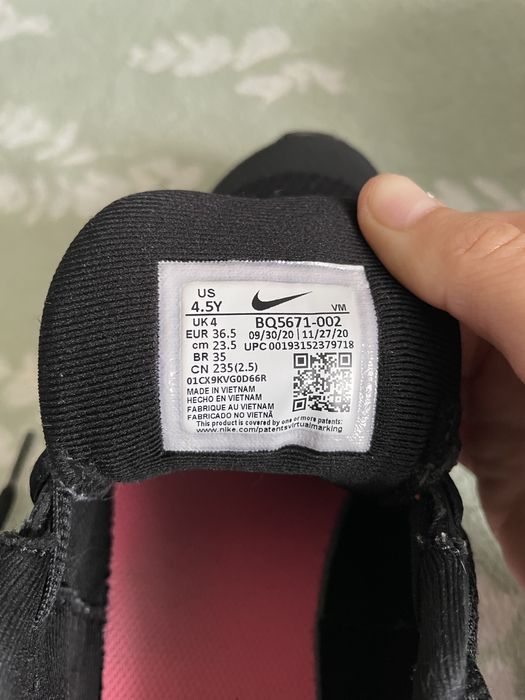 US
4.5Y
VM
UK 4 BQ5671-002
EUR 36.5 09/30/20 | 11/27/20
cm 23.5 UPC 00193152379718
BR 35
CN 235(2.5)
01CX9KVG0D66R
MADE IN VIETNAM
HECHO EN VIETNAM
FABRIQUE AU VIETNAM
FABRICADO NO VIETNÃ
This product is covered by one or more patents:
www.nike.com/patentsvirtualmarking